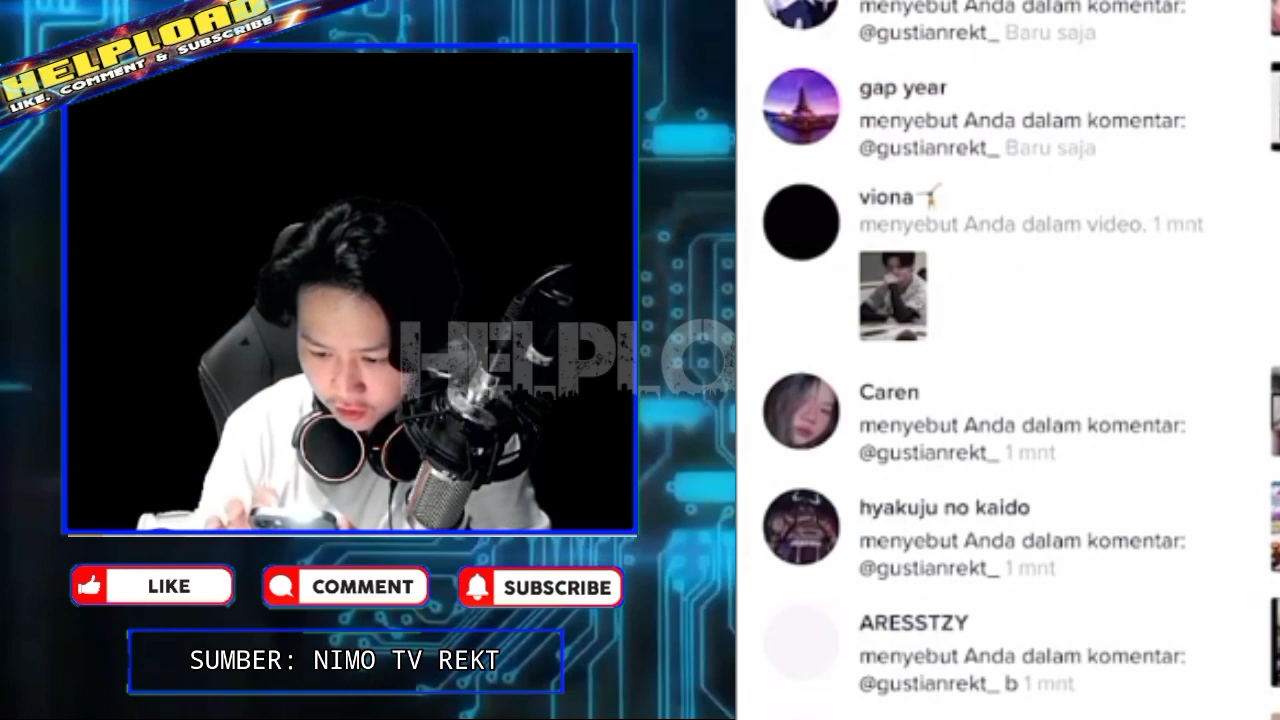 HELPLOAD
LIKE. COMMENT & SUBSCRIBE
HELPLO
LIKE
COMMENT
SUBSCRIBE
SUMBER: NIMO TV REKT
menyebut Anda dalam komentar:
@gustianrekt_ Baru saja
gap year
menyebut Anda dalam komentar:
@gustianrekt_ Baru saja
viona
menyebut Anda dalam video. 1 mnt
Caren
menyebut Anda dalam komentar:
@gustianrekt_ 1 mnt
hyakuju no kaido
menyebut Anda dalam komentar:
@gustianrekt_ 1 mnt
ARESSTZY
menyebut Anda dalam komentar:
@gustianrekt_ b 1 mnt